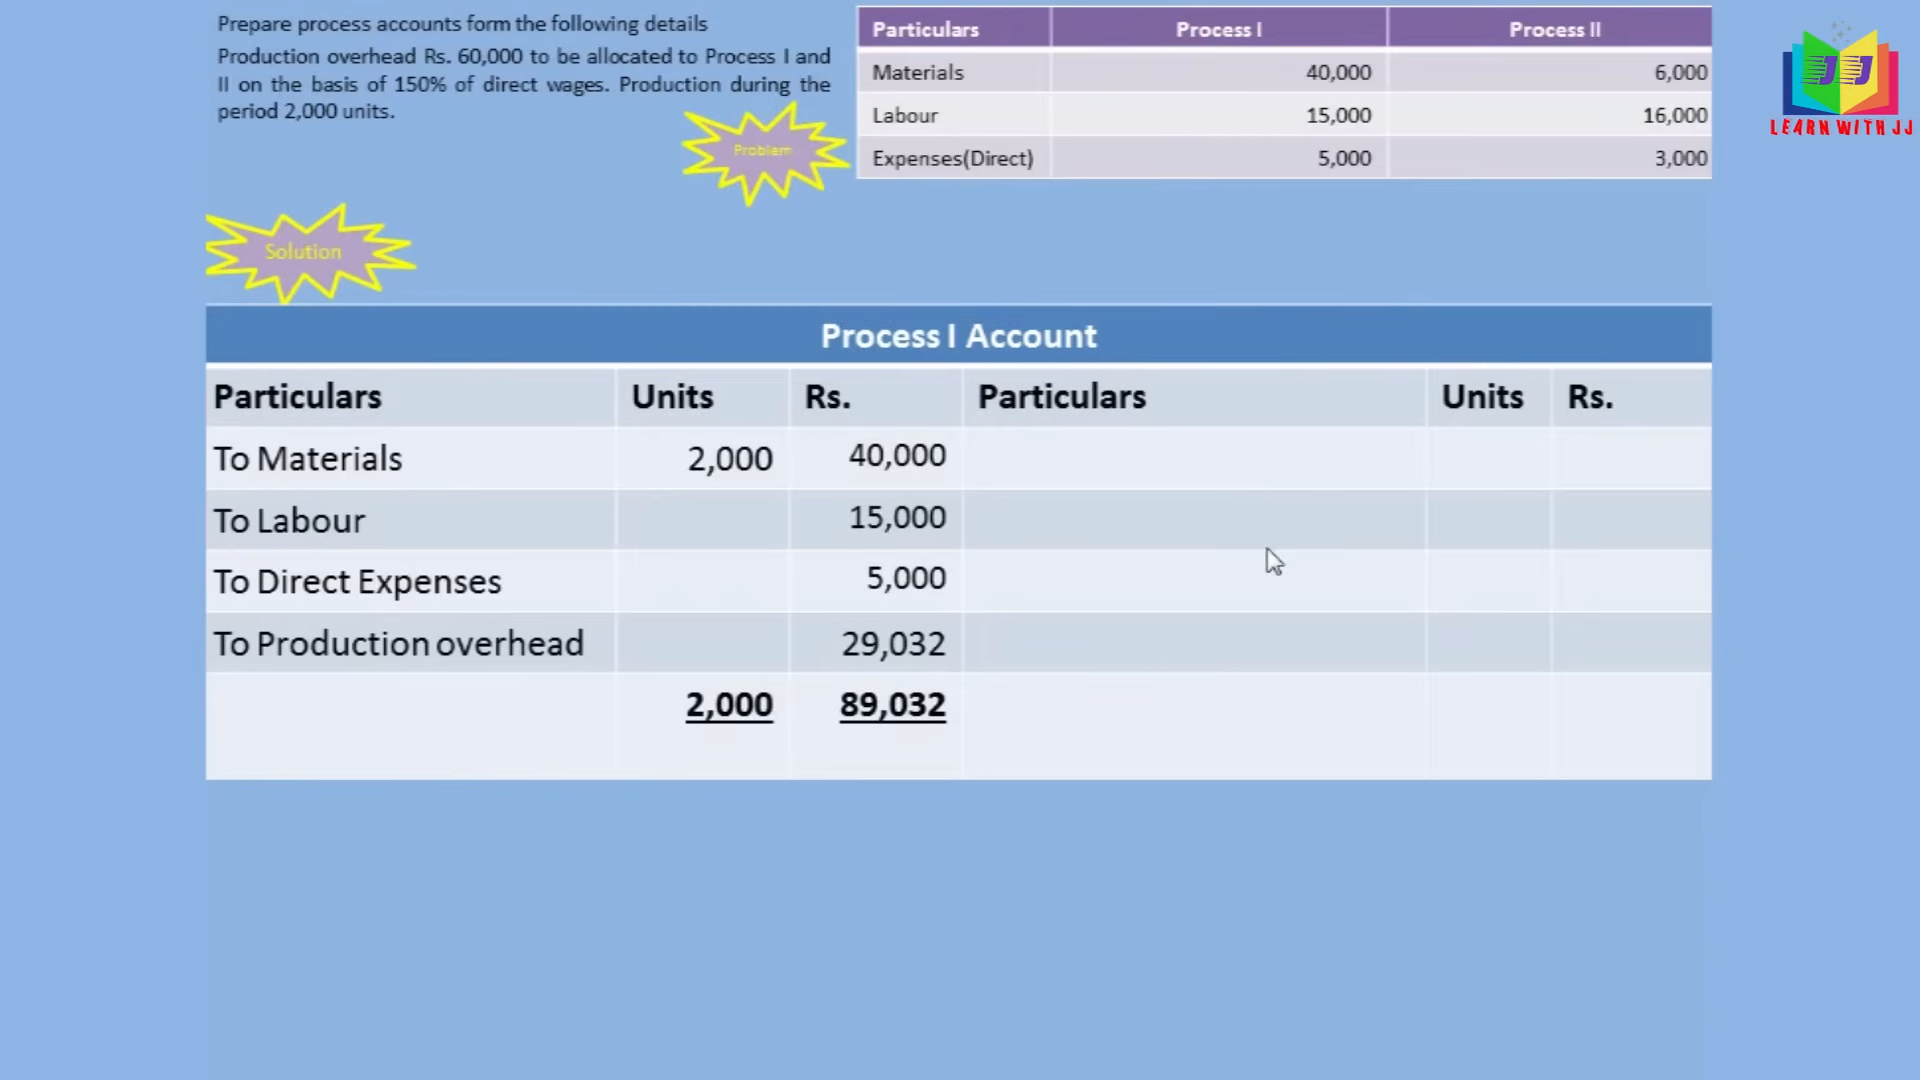 Prepare process accounts form the following details
Production overhead Rs. 60,000 to be allocated to Process I and
II on the basis of 150% of direct wages. Production during the
period 2,000 units.
Problem
Particulars Process I Process II
Materials 40,000 6,000
Labour 15,000 16,000
Expenses(Direct) 5,000 3,000
JJ
LEARN WITH JJ
Solution
Process I Account
Particulars Units Rs. Particulars Units Rs.
To Materials 2,000 40,000
To Labour 15,000
To Direct Expenses 5,000
To Production overhead 29,032
2,000 89,032